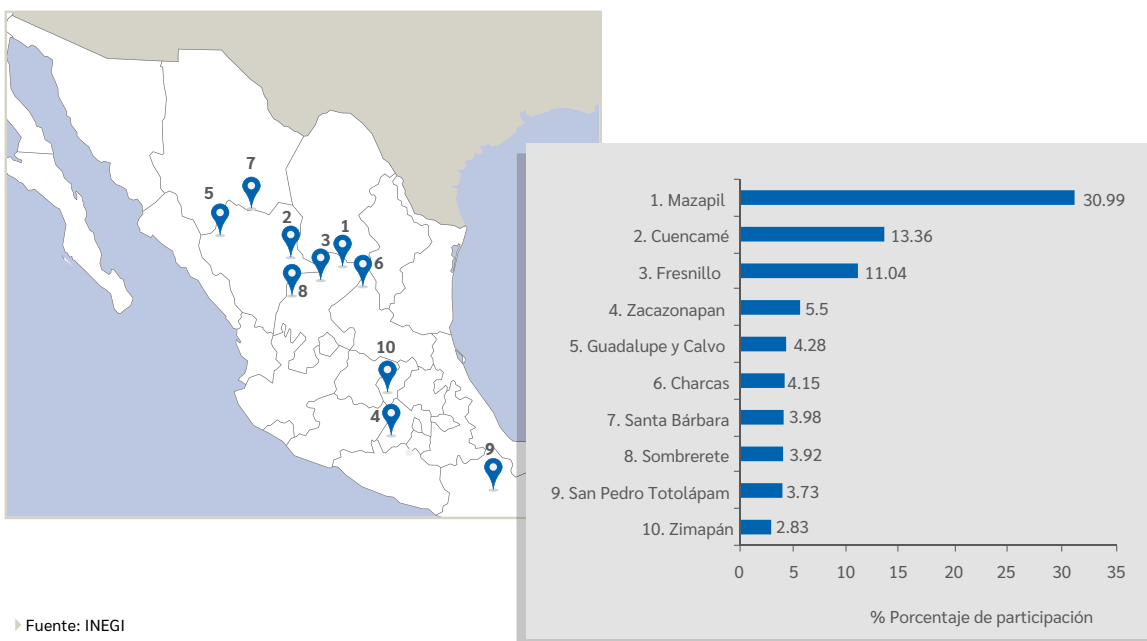 7
5
2
1
3
6
8
10
4
9
1. Mazapil 30.99
2. Cuencamé 13.36
3. Fresnillo 11.04
4. Zacazonapan 5.5
5. Guadalupe y Calvo 4.28
6. Charcas 4.15
7. Santa Bárbara 3.98
8. Sombrerete 3.92
9. San Pedro Totolápam 3.73
10. Zimapán 2.83
0 5 10 15 20 25 30 35
% Porcentaje de participación
Fuente: INEGI